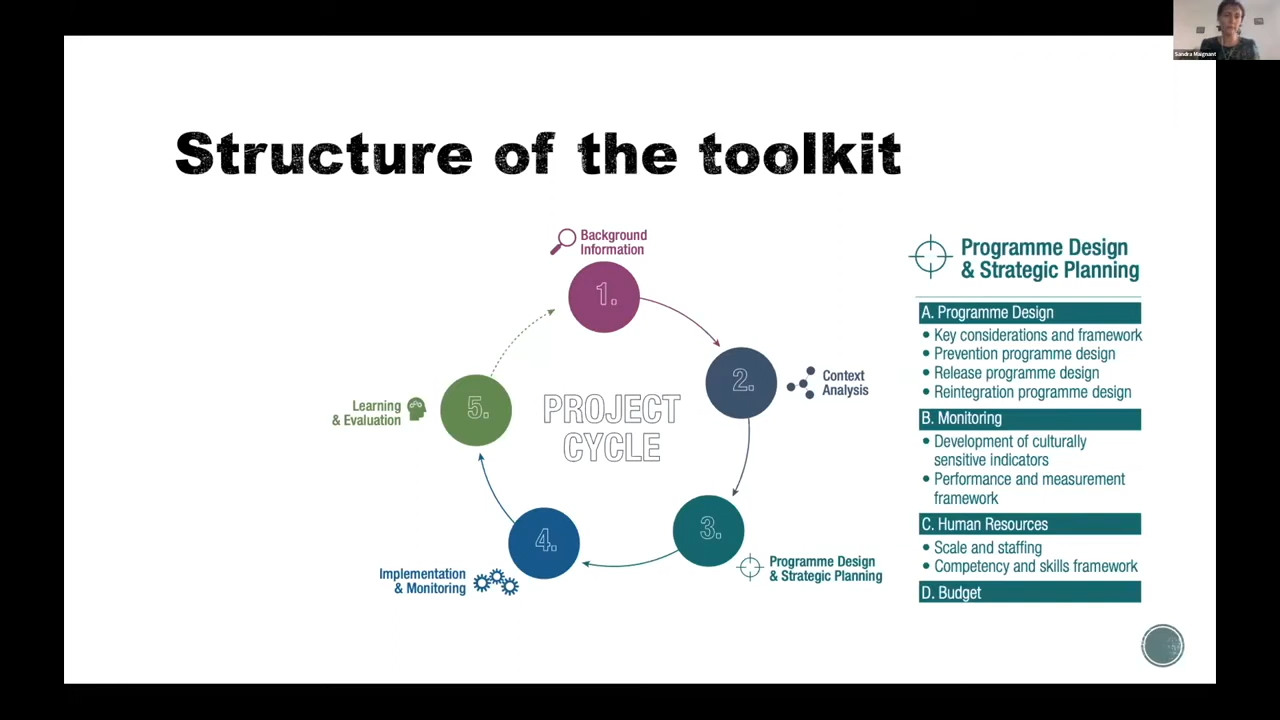 Sandra Maignant
Structure of the toolkit
Background
Information
1.
2.
Context
Analysis
PROJECT
CYCLE
5.
Learning
& Evaluation
4.
Implementation
& Monitoring
3.
Programme Design
& Strategic Planning
Programme Design
& Strategic Planning
A. Programme Design
• Key considerations and framework
• Prevention programme design
• Release programme design
• Reintegration programme design
B. Monitoring
• Development of culturally
sensitive indicators
• Performance and measurement
framework
C. Human Resources
• Scale and staffing
• Competency and skills framework
D. Budget